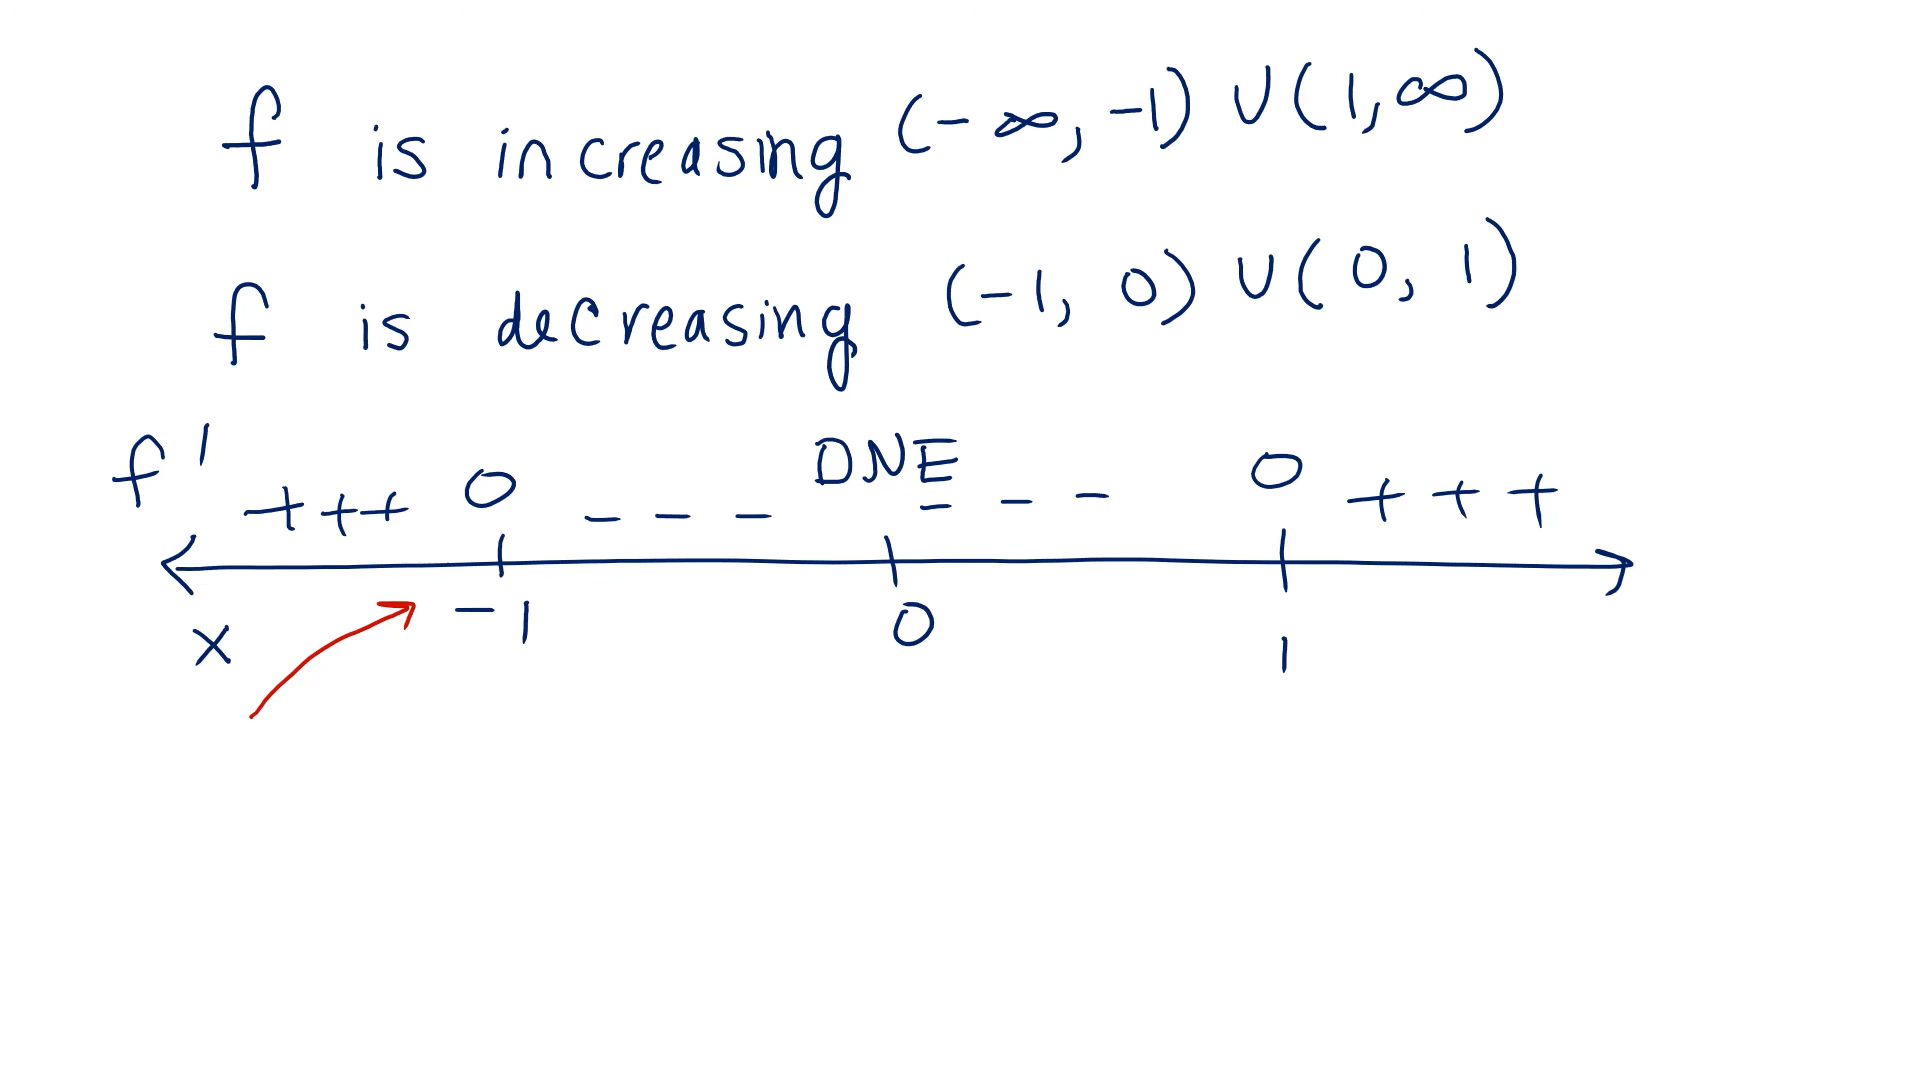 f is increasing (-∞, -1) ∪ (1, ∞)
f is decreasing (-1, 0) ∪ (0, 1)
f' +++ 0 --- DNE --- 0 +++
x -1 0 1